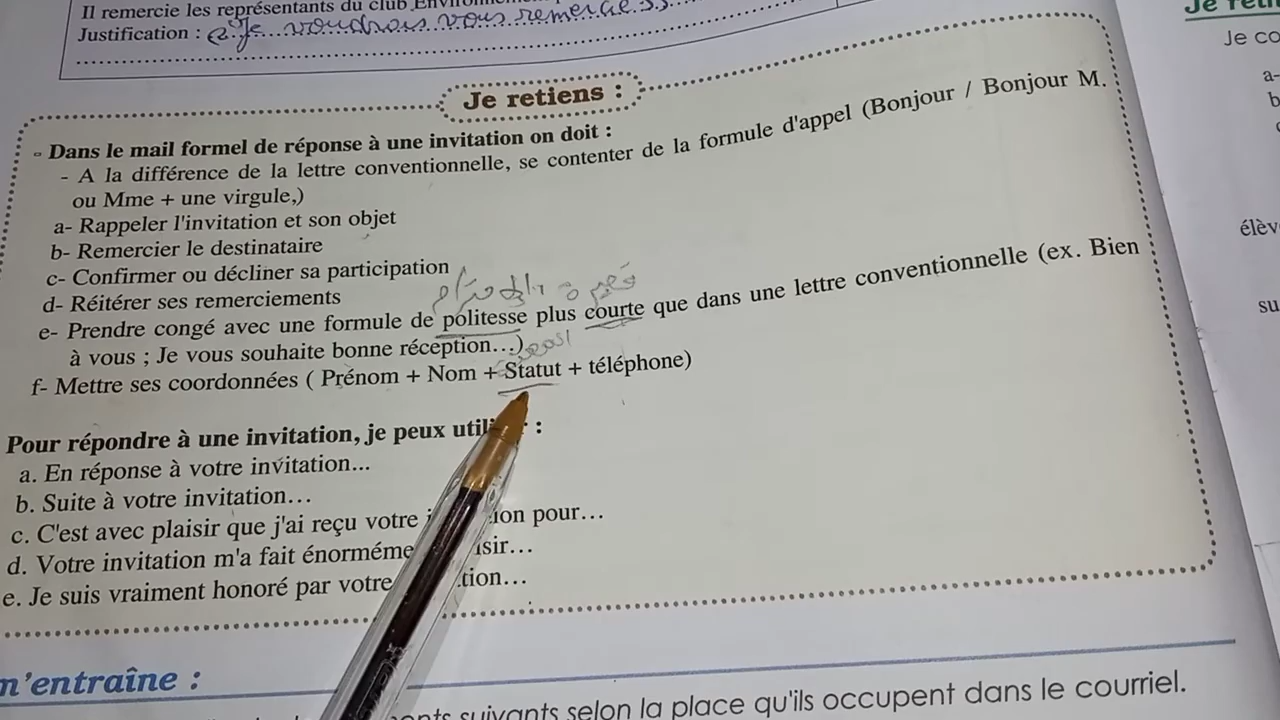 Il remercie les représentants du club
Justification : Je voudrais vous remercie
Je retiens :
- Dans le mail formel de réponse à une invitation on doit :
- A la différence de la lettre conventionnelle, se contenter de la formule d'appel (Bonjour / Bonjour M.
ou Mme + une virgule,)
a- Rappeler l'invitation et son objet
b- Remercier le destinataire
c- Confirmer ou décliner sa participation
d- Réitérer ses remerciements
e- Prendre congé avec une formule de politesse plus courte que dans une lettre conventionnelle (ex. Bien
à vous ; Je vous souhaite bonne réception...)
f- Mettre ses coordonnées ( Prénom + Nom + Statut + téléphone)
Pour répondre à une invitation, je peux :
a. En réponse à votre invitation...
b. Suite à votre invitation...
c. C'est avec plaisir que j'ai reçu votre pour...
d. Votre invitation m'a fait
e. Je suis vraiment honoré par votre
m'entraîne :
suivants selon la place qu'ils occupent dans le courriel.
Je
Je
a-
b
élèv
su